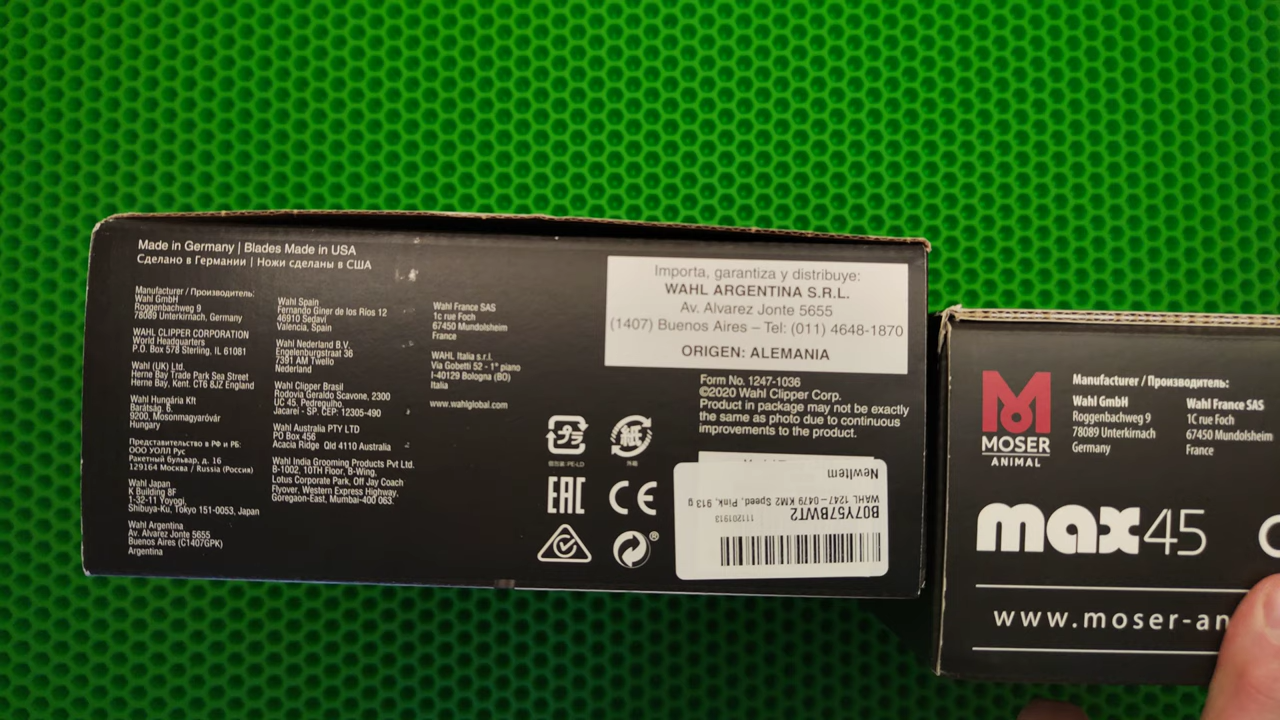 Made in Germany | Blades Made in USA
Сделано в Германии | Ножи сделаны в США
Manufacturer / Производитель:
Wahl GmbH
Roggenbachweg 9
78089 Unterkirnach, Germany
WAHL CLIPPER CORPORATION
World Headquarters
P.O. Box 578 Sterling, IL 61081
Wahl (UK) Ltd.
Herne Bay Trade Park Sea Street
Herne Bay, Kent. CT6 8JZ England
Wahl Hungária Kft
Barátság. 6.
9200, Mosonmagyaróvár
Hungary
Представительство в РФ и РБ:
ООО УОЛЛ Рус
Ракетный бульвар, д. 16
129164 Москва / Russia (Россия)
Wahl Japan
K Building 8F
1-32-11 Yoyogi,
Shibuya-Ku, Tokyo 151-0053, Japan
Wahl Argentina
Av. Alvarez Jonte 5655
Buenos Aires (C1407GPK)
Argentina
Wahl Spain
Fernando Giner de los Ríos 12
46910 Sedaví
Valencia, Spain
Wahl Nederland B.V.
Engelenburgstraat 36
7391 AM Twello
Nederland
Wahl Clipper Brasil
Rodovia Geraldo Scavone, 2300
UC 45. Pedregulho.
Jacareí - SP. CEP: 12305-490
Wahl Australia PTY LTD
PO Box 456
Acacia Ridge Qld 4110 Australia
Wahl India Grooming Products Pvt Ltd.
B-1002, 10TH Floor, B-Wing,
Lotus Corporate Park, Off Jay Coach
Flyover, Western Express Highway,
Goregaon-East, Mumbai-400 063.
Wahl France SAS
1c rue Foch
67450 Mundolsheim
France
WAHL Italia s.r.l.
Via Gobetti 52 - 1° piano
I-40129 Bologna (BO)
Italia
www.wahlglobal.com
Importa, garantiza y distribuye:
WAHL ARGENTINA S.R.L.
Av. Alvarez Jonte 5655
(1407) Buenos Aires – Tel: (011) 4648-1870
ORIGEN: ALEMANIA
Form No. 1247-1036
©2020 Wahl Clipper Corp.
Product in package may not be exactly
the same as photo due to continuous
improvements to the product.
プラ
紙
PE-LD
外箱
EAC
CE
®
B07Y57BWT2
111201913
WAHL 1247-0479 KM2 Speed, Pink, 913 g
NewItem
MOSER
ANIMAL
Manufacturer / Производитель:
Wahl GmbH
Roggenbachweg 9
78089 Unterkirnach
Germany
Wahl France SAS
1C rue Foch
67450 Mundolsheim
France
max45
www.moser-an